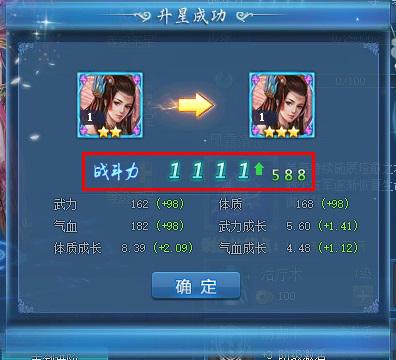 升星成功
1 1
战斗力 1111 588
武力 162 (+98) 体质 168 (+98)
气血 182 (+98) 武力成长 5.60 (+1.41)
体质成长 8.39 (+2.09) 气血成长 4.48 (+1.12)
确定